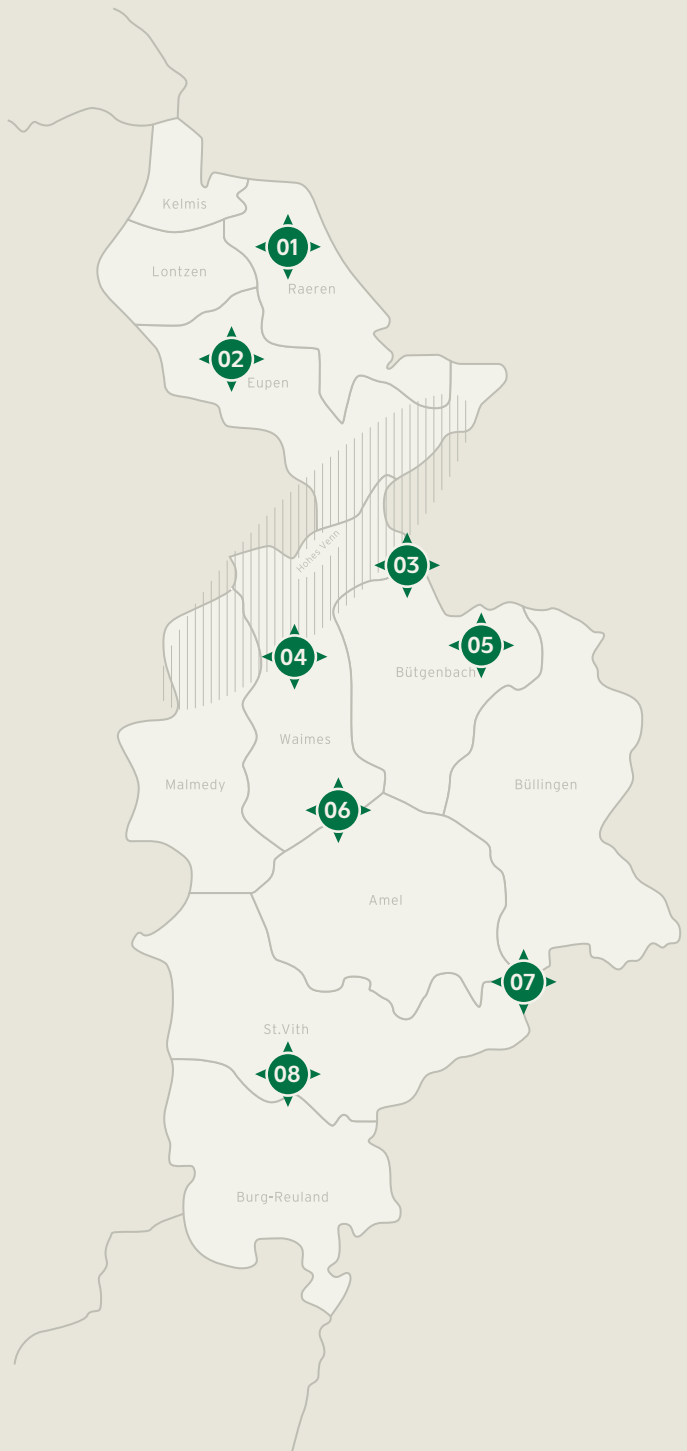 Kelmis
01
Lontzen
Raeren
02
Eupen
Hohes Venn
03
05
04
Bütgenbach
Waimes
Malmedy
Büllingen
06
Amel
07
St.Vith
08
Burg-Reuland